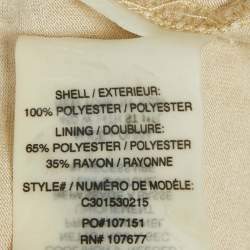 SHELL / EXTERIEUR:
100% POLYESTER / POLYESTER
LINING / DOUBLURE:
65% POLYESTER / POLYESTER
35% RAYON / RAYONNE
STYLE# / NUMÉRO DE MODÈLE:
C301530215
PO#107151
RN# 107677